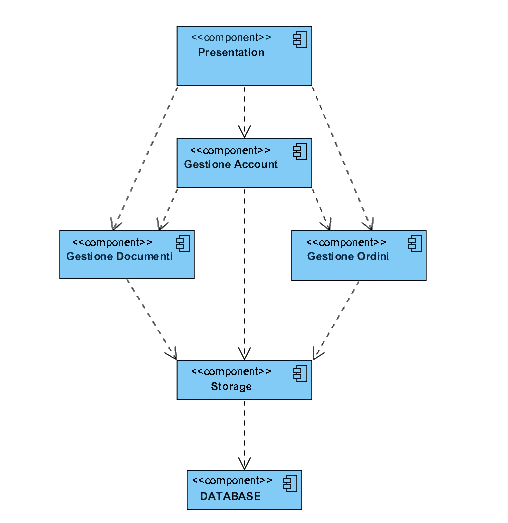 <<component>>
Presentation
<<component>>
Gestione Account
<<component>>
Gestione Documenti
<<component>>
Gestione Ordini
<<component>>
Storage
<<component>>
DATABASE